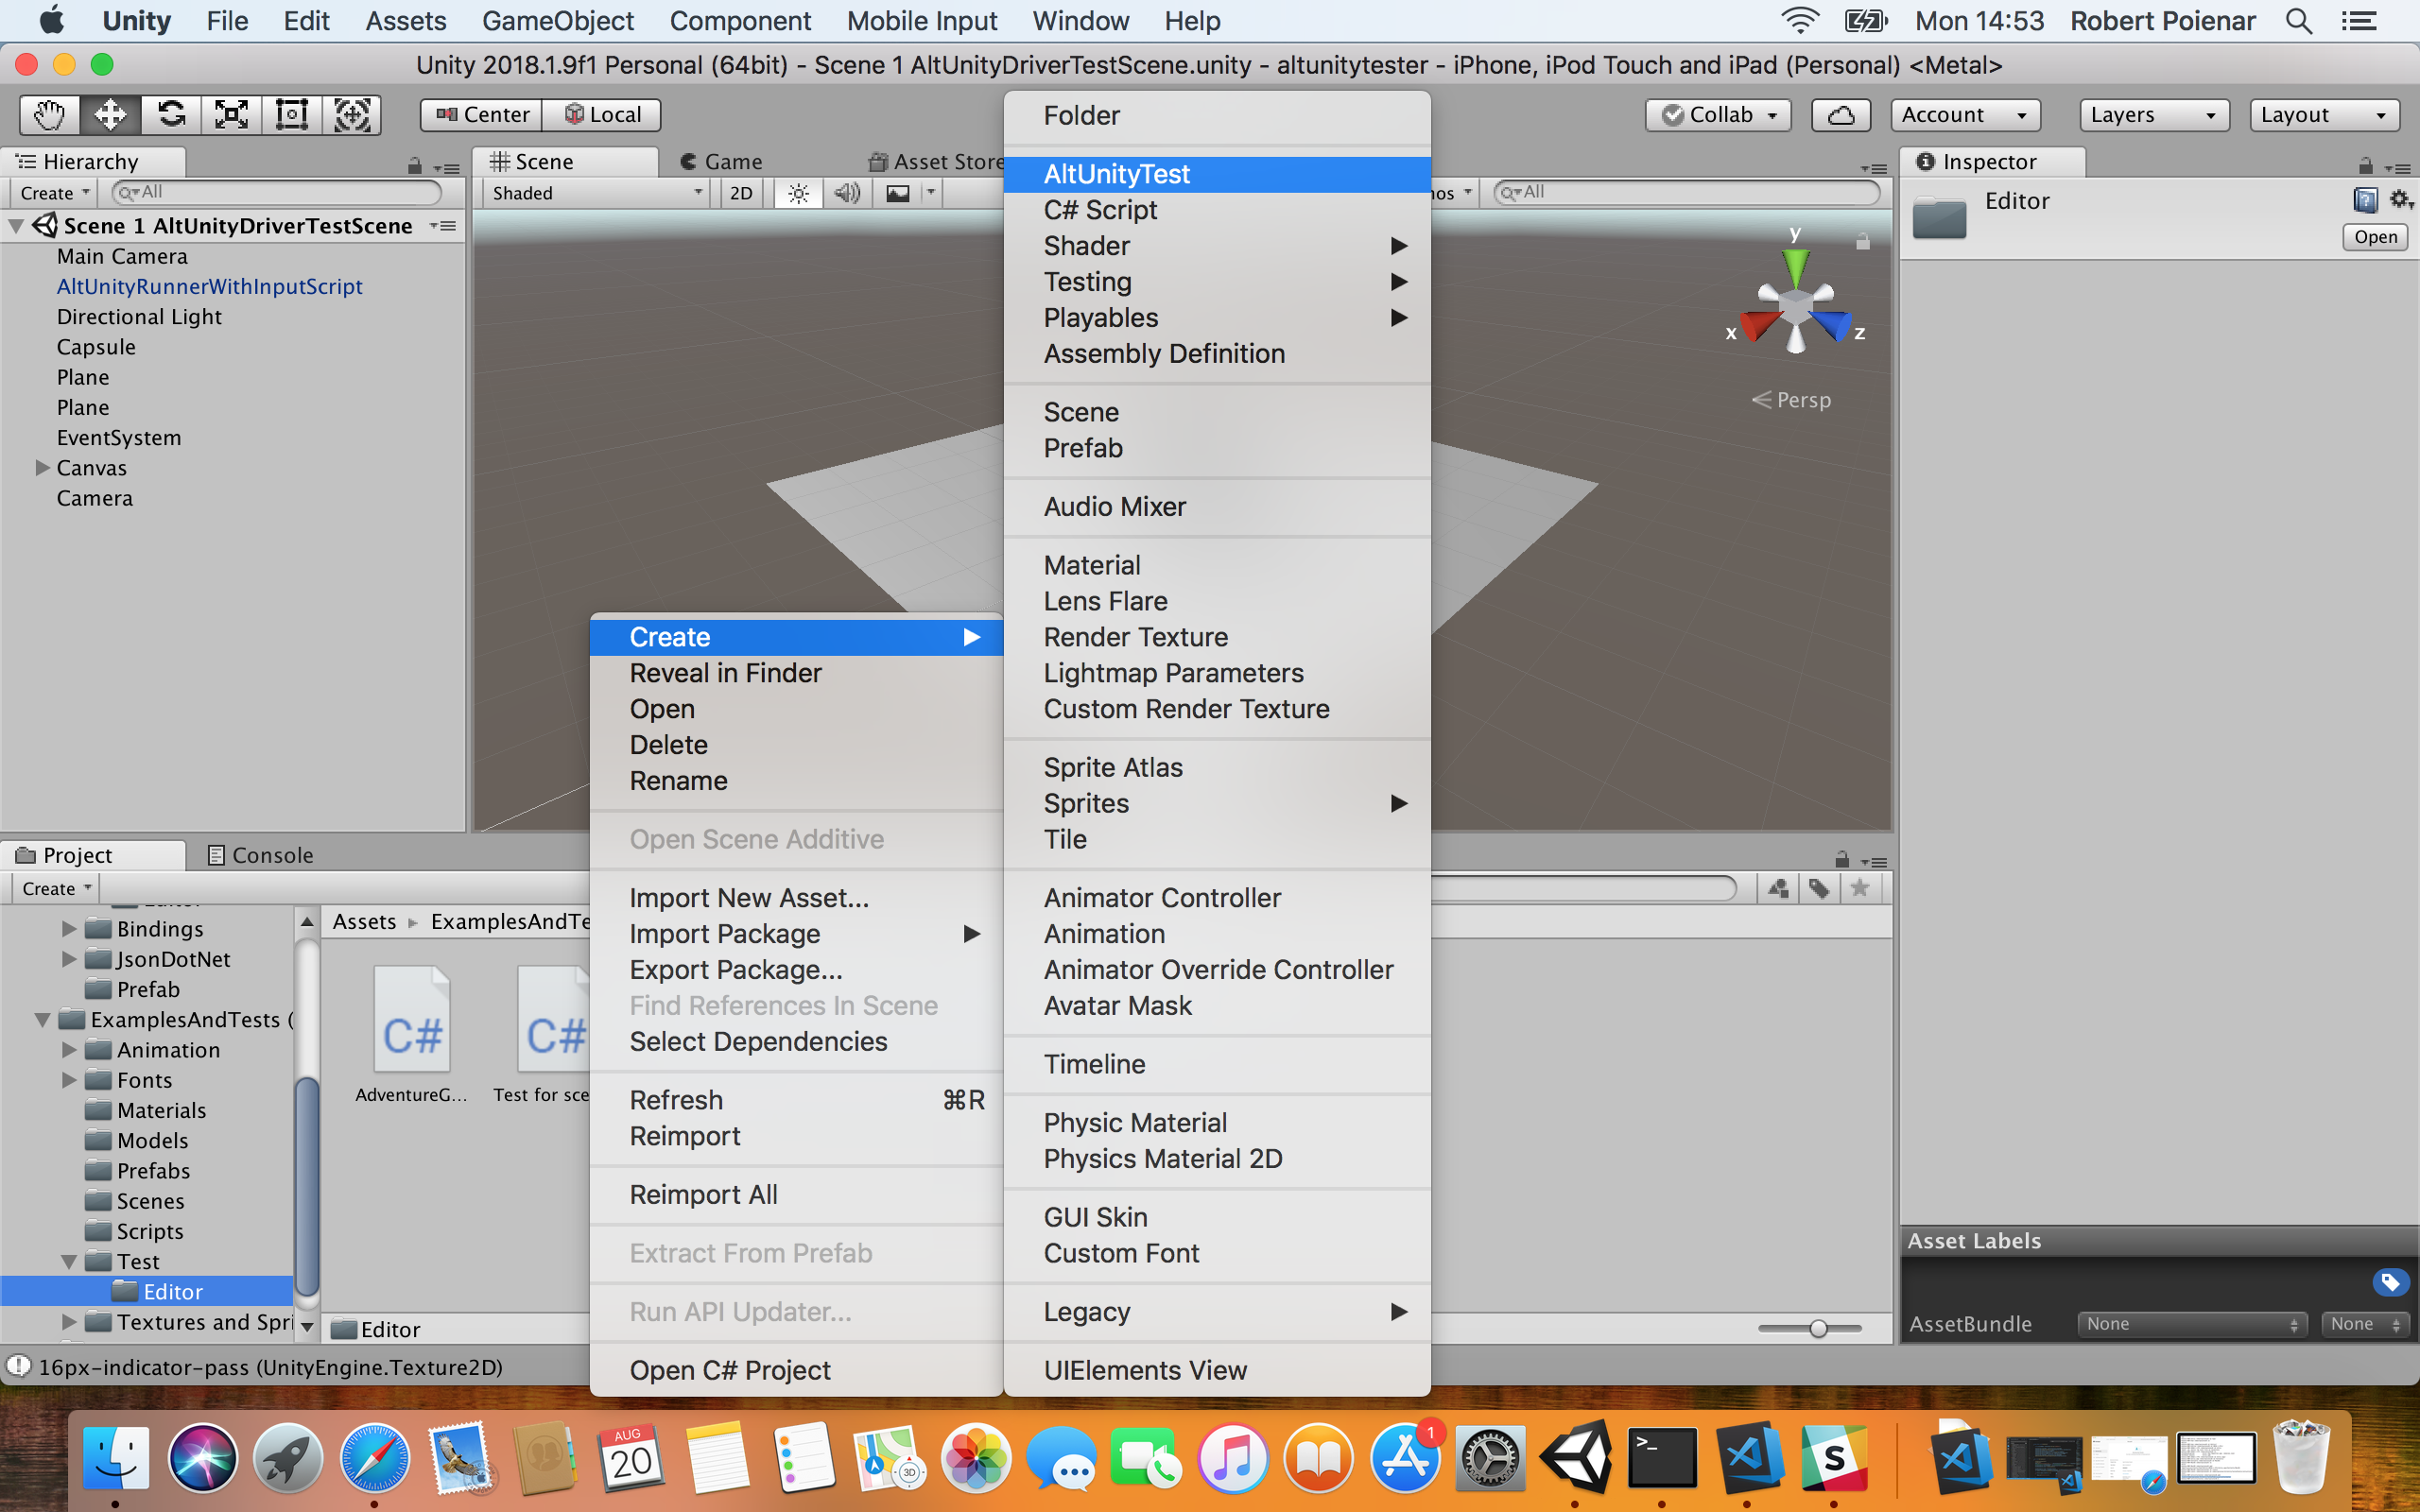 Unity File Edit Assets GameObject Component Mobile Input Window Help Mon 14:53 Robert Poienar
Unity 2018.1.9f1 Personal (64bit) - Scene 1 AltUnityDriverTestScene.unity - altunitytester - iPhone, iPod Touch and iPad (Personal) <Metal>
Center Local Collab Account Layers Layout
Hierarchy
Create All
Scene 1 AltUnityDriverTestScene
Main Camera
AltUnityRunnerWithInputScript
Directional Light
Capsule
Plane
Plane
EventSystem
Canvas
Camera
Scene Game Asset Store
Shaded 2D All
y
x
z
Persp
Inspector
Editor
Open
Folder
AltUnityTest
C# Script
Shader
Testing
Playables
Assembly Definition
Scene
Prefab
Audio Mixer
Material
Lens Flare
Render Texture
Lightmap Parameters
Custom Render Texture
Sprite Atlas
Sprites
Tile
Animator Controller
Animation
Animator Override Controller
Avatar Mask
Timeline
Physic Material
Physics Material 2D
GUI Skin
Custom Font
Legacy
UIElements View
Create
Reveal in Finder
Open
Delete
Rename
Open Scene Additive
Import New Asset...
Import Package
Export Package...
Find References In Scene
Select Dependencies
Refresh ⌘R
Reimport
Reimport All
Extract From Prefab
Run API Updater...
Open C# Project
Project Console
Create
Bindings
JsonDotNet
Prefab
ExamplesAndTests (
Animation
Fonts
Materials
Models
Prefabs
Scenes
Scripts
Test
Editor
Textures and Spri
Assets ExamplesAndTe
C# C#
AdventureG... Test for sce
Editor
Asset Labels
AssetBundle None None
16px-indicator-pass (UnityEngine.Texture2D)
AUG
20
3D
1
>_
S